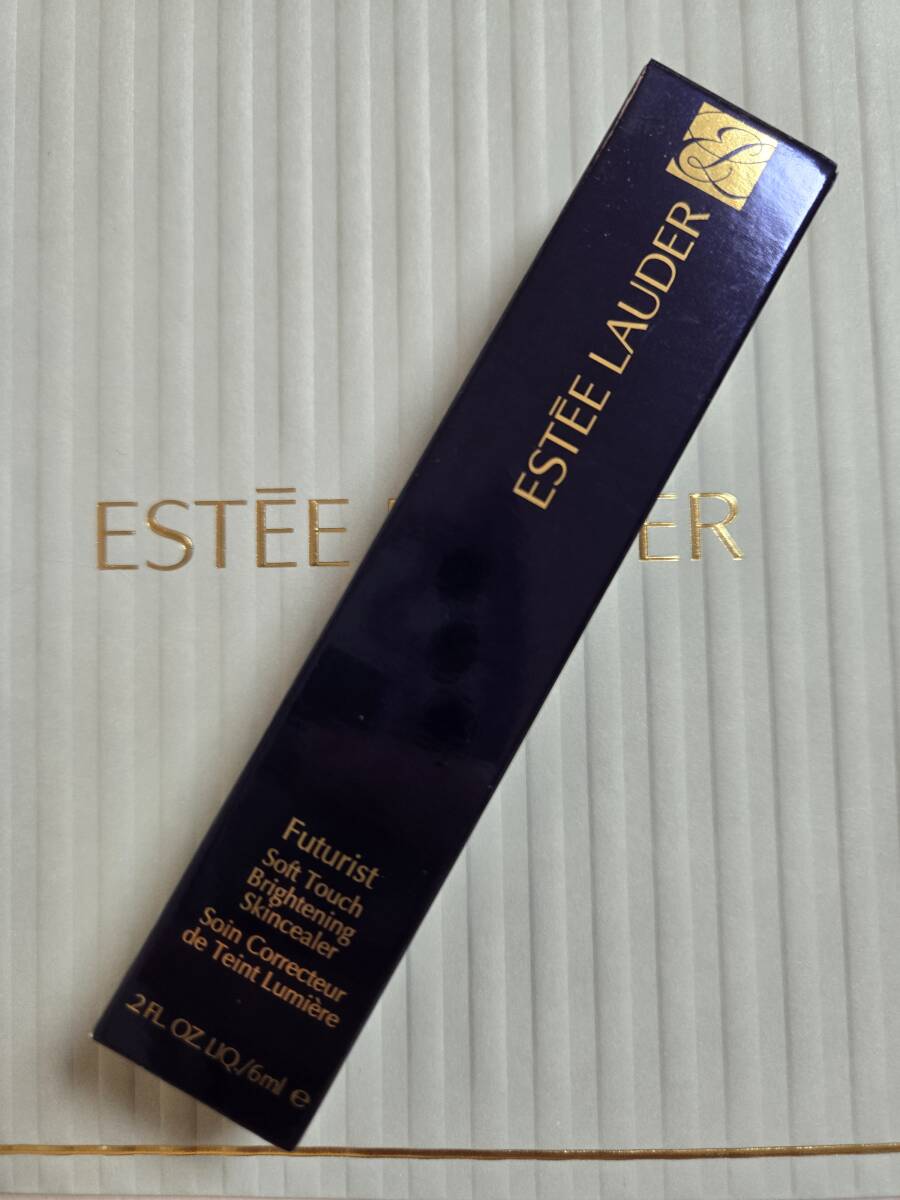 ESTĒE LAUDER
Futurist
Soft Touch
Brightening
Skincealer
Soin Correcteur
de Teint Lumière
.2 FL. OZ. LIQ./6ml e
ESTĒE
ER